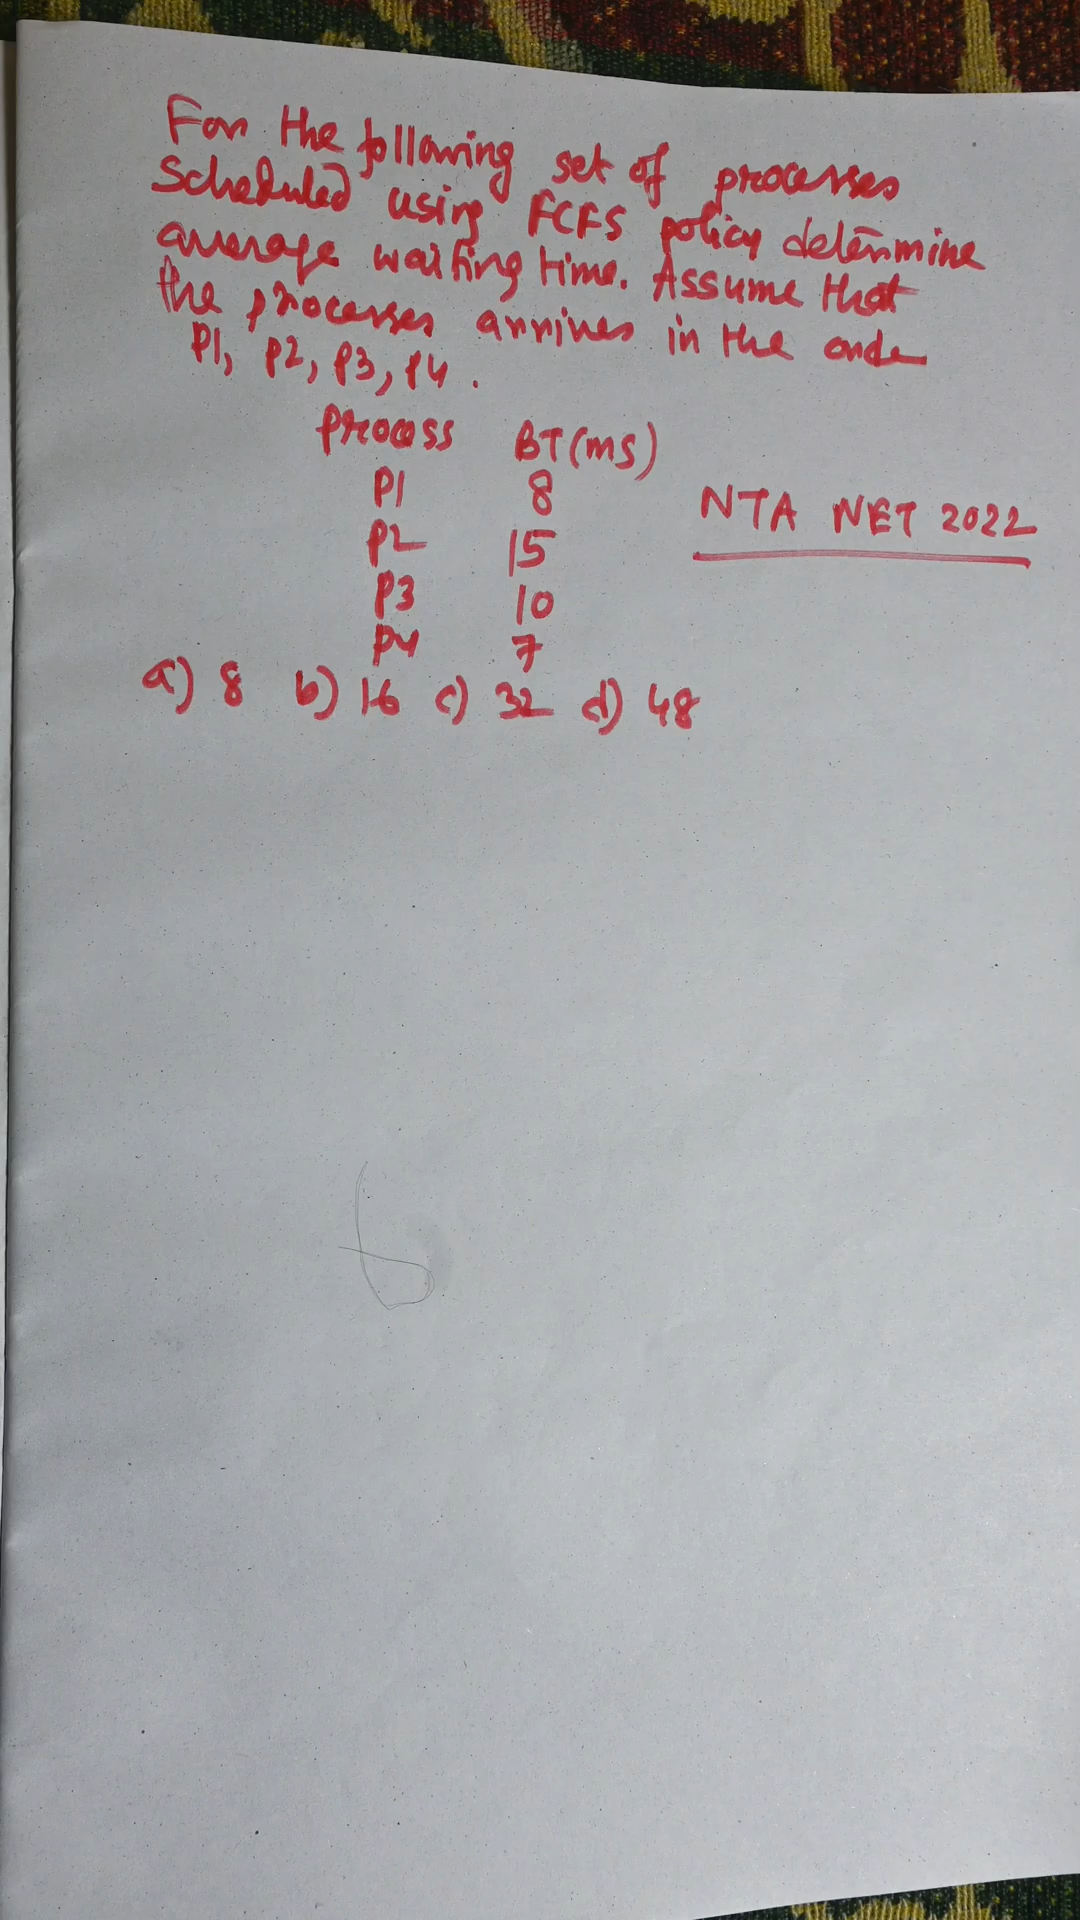 For the following set of processes
Scheduled using FCFS policy determine
average waiting time. Assume that
the processes arrives in the order
P1, P2, P3, P4.
Process BT(ms)
P1 8
P2 15
P3 10
P4 7
NTA NET 2022
a) 8 b) 16 c) 32 d) 48